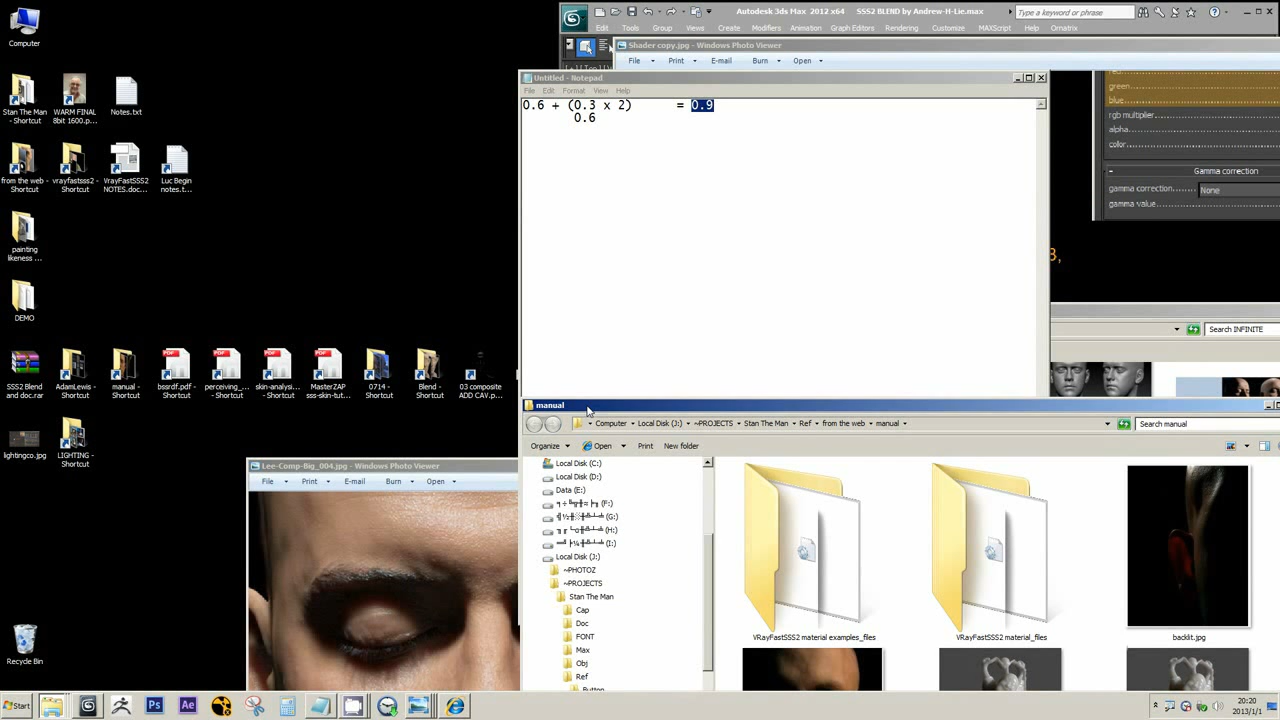 Computer
Stan The Man - Shortcut
WARM FINAL 8bit 1600.p...
Notes.txt
from the web - Shortcut
vrayfastsss2 - Shortcut
VrayFastSSS2 NOTES.doc...
Luc Begin notes.t...
painting likeness ...
DEMO
SSS2 Blend and doc.rar
AdamLewis - Shortcut
manual - Shortcut
bssrdf.pdf - Shortcut
perceiving_... - Shortcut
skin-analysi... - Shortcut
MasterZAP sss-skin-tut...
0714 - Shortcut
Blend - Shortcut
03 composite ADD CAV.p...
lightingco.jpg
LIGHTING - Shortcut
Recycle Bin
Autodesk 3ds Max 2012 x64 SSS2 BLEND by Andrew-H-Lie.max
Type a keyword or phrase
Edit Tools Group Views Create Modifiers Animation Graph Editors Rendering Customize MAXScript Help Ornatrix
Shader copy.jpg - Windows Photo Viewer
File Print E-mail Burn Open
Untitled - Notepad
File Edit Format View Help
0.6 + (0.3 x 2) = 0.9
0.6
green
blue
rgb multiplier
alpha
color
Gamma correction
gamma correction None
gamma value
3,
Search INFINITE
manual
Computer Local Disk (J:) ~PROJECTS Stan The Man Ref from the web manual
Search manual
Organize Open Print New folder
Local Disk (C:)
Local Disk (D:)
Data (E:)
(F:)
(G:)
(H:)
(I:)
Local Disk (J:)
~PHOTOZ
~PROJECTS
Stan The Man
Cap
Doc
FONT
Max
Obj
Ref
Button
VRayFastSSS2 material examples_files
VRayFastSSS2 material_files
backlit.jpg
Lee-Comp-Big_004.jpg - Windows Photo Viewer
File Print E-mail Burn Open
Start
Ps
Ae
20:20
2013/1/1